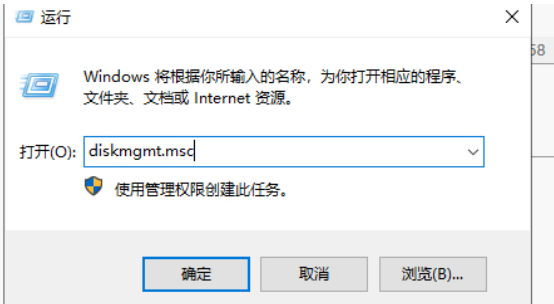 运行
58
Windows 将根据你所输入的名称，为你打开相应的程序、
文件夹、文档或 Internet 资源。
打开(O): diskmgmt.msc
使用管理权限创建此任务。
确定 取消 浏览(B)...